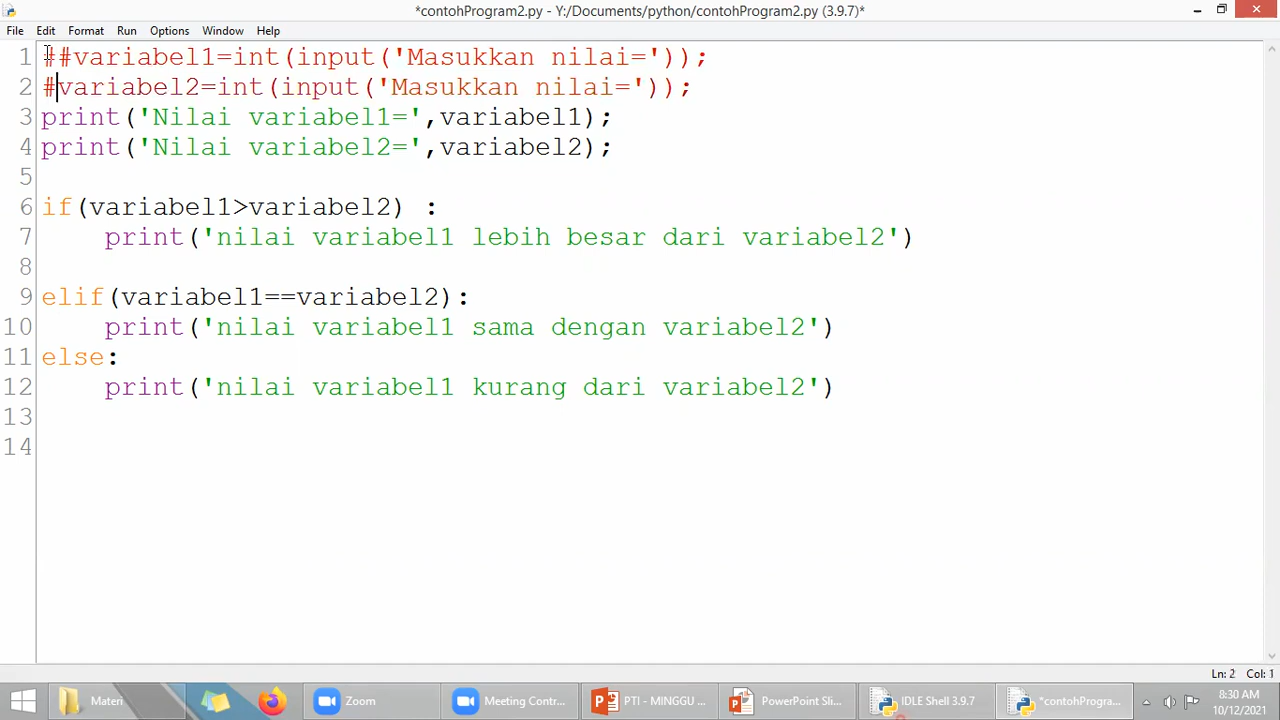 *contohProgram2.py - Y:/Documents/python/contohProgram2.py (3.9.7)*
File Edit Format Run Options Window Help
1 ##variabel1=int(input('Masukkan nilai='));
2 #variabel2=int(input('Masukkan nilai='));
3 print('Nilai variabel1=',variabel1);
4 print('Nilai variabel2=',variabel2);
5
6 if(variabel1>variabel2) :
7 print('nilai variabel1 lebih besar dari variabel2')
8
9 elif(variabel1==variabel2):
10 print('nilai variabel1 sama dengan variabel2')
11 else:
12 print('nilai variabel1 kurang dari variabel2')
13
14
Ln: 2 Col: 1
Materi Zoom Meeting Contr... PTI - MINGGU ... PowerPoint Sli... IDLE Shell 3.9.7 *contohProgra... 8:30 AM
10/12/2021